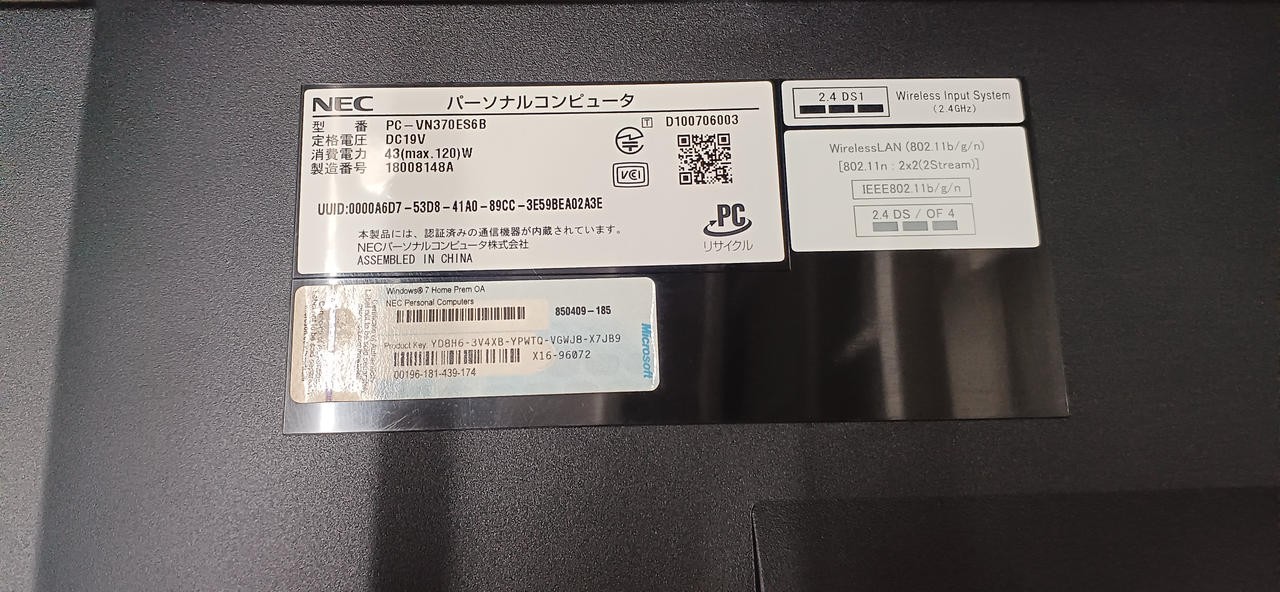 NEC パーソナルコンピュータ
型 番 PC-VN370ES6B
定格電圧 DC19V
消費電力 43(max.120)W
製造番号 18008148A
T D100706003
VCI
UUID:0000A6D7-53D8-41A0-89CC-3E59BEA02A3E
本製品には、認証済みの通信機器が内蔵されています。
NECパーソナルコンピュータ株式会社
ASSEMBLED IN CHINA
PC
リサイクル
2.4 DS1
Wireless Input System
(2.4GHz)
WirelessLAN (802.11b/g/n)
[802.11n : 2x2(2Stream)]
IEEE802.11b/g/n
2.4 DS / OF 4
Windows® 7 Home Prem OA
NEC Personal Computers
850409-185
Product Key: YD8H6-3V4XB-YPWTQ-VGWJ8-X7JB9
X16-96072
00196-181-439-174
Microsoft